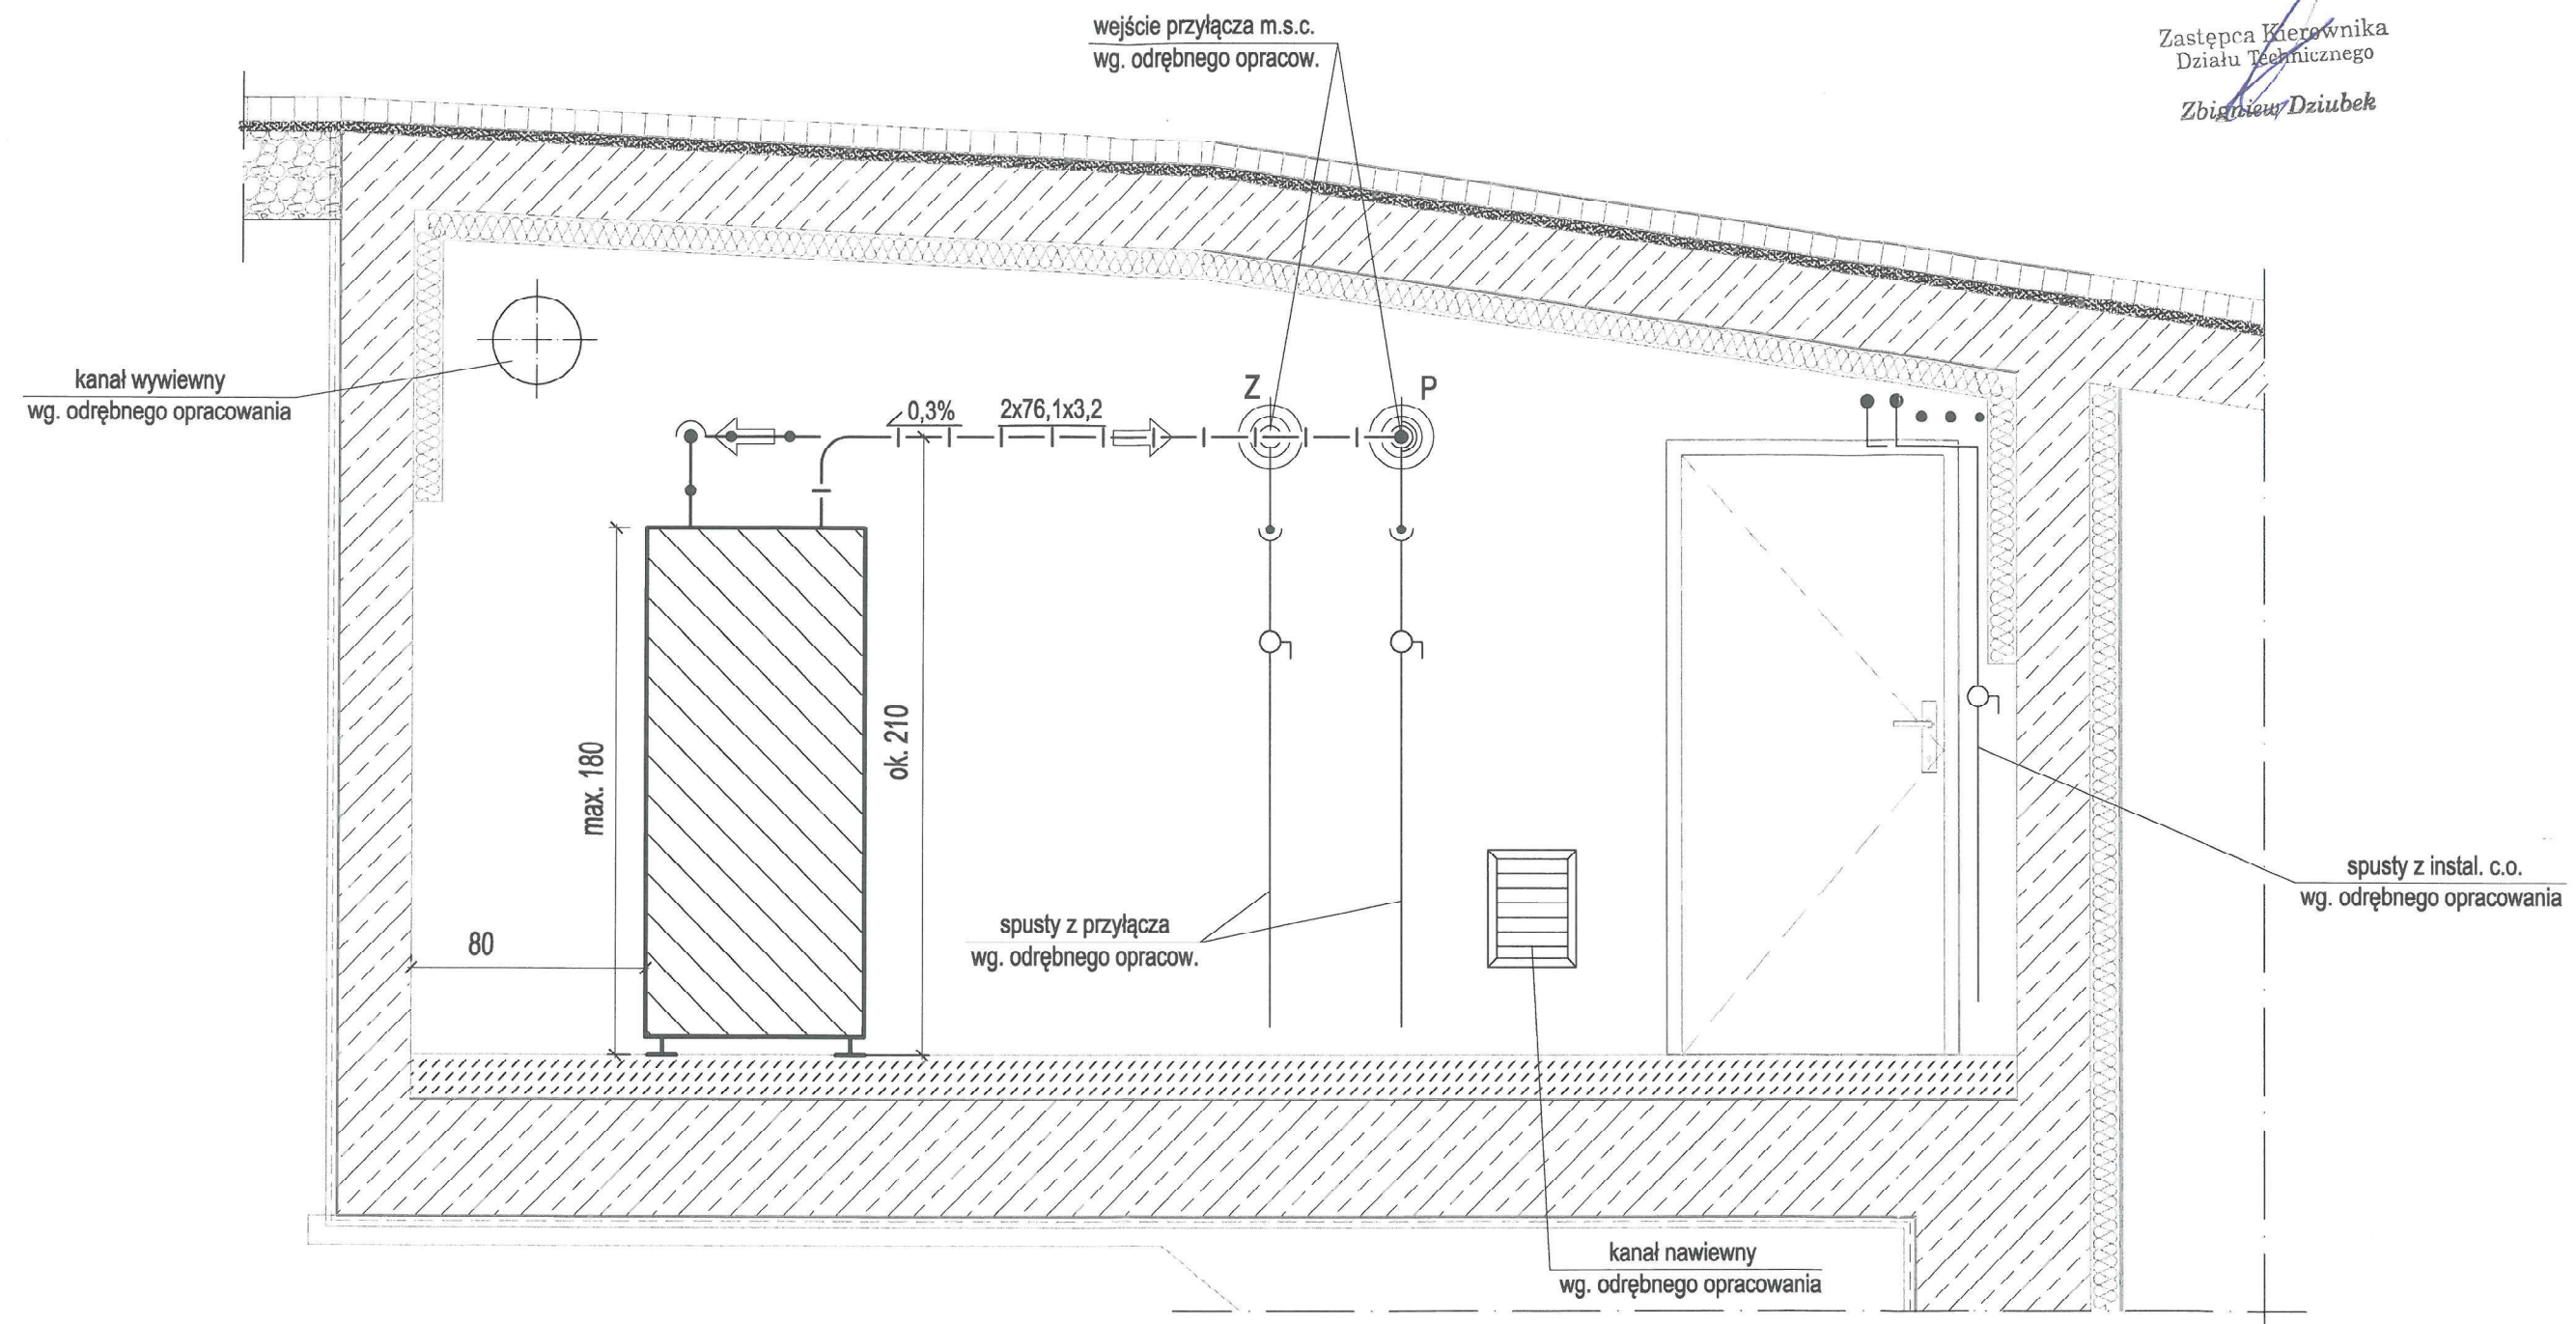 wejście przyłącza m.s.c.
wg. odrębnego opracow.
Zastępca Kierownika
Działu Technicznego
Zbigniew Dziubek
kanał wywiewny
wg. odrębnego opracowania
0,3%
2x76,1x3,2
Z
P
max. 180
ok. 210
80
spusty z przyłącza
wg. odrębnego opracow.
spusty z instal. c.o.
wg. odrębnego opracowania
kanał nawiewny
wg. odrębnego opracowania